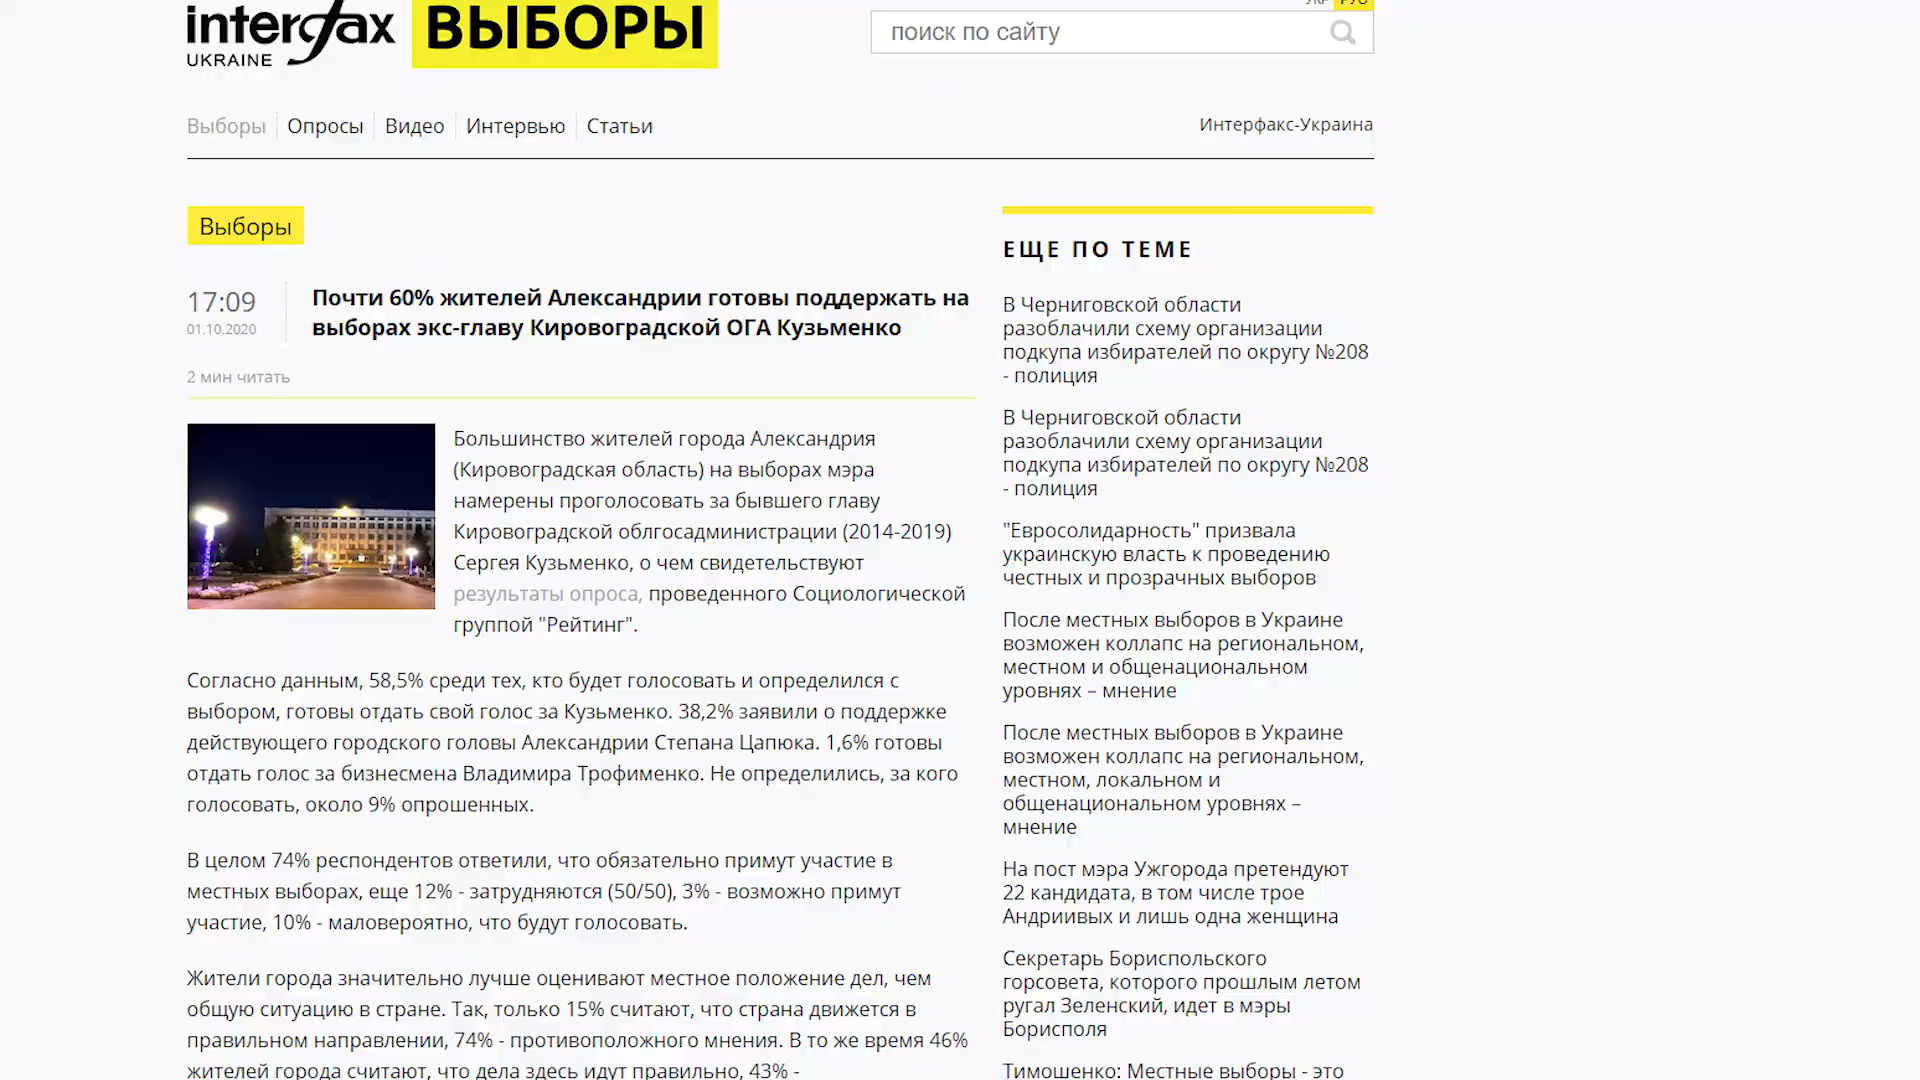 УКР РУС
interfax
UKRAINE
ВЫБОРЫ
поиск по сайту
Выборы
Опросы
Видео
Интервью
Статьи
Интерфакс-Украина
Выборы
17:09
01.10.2020
Почти 60% жителей Александрии готовы поддержать на
выборах экс-главу Кировоградской ОГА Кузьменко
2 мин читать
Большинство жителей города Александрия
(Кировоградская область) на выборах мэра
намерены проголосовать за бывшего главу
Кировоградской облгосадминистрации (2014-2019)
Сергея Кузьменко, о чем свидетельствуют
результаты опроса, проведенного Социологической
группой "Рейтинг".
Согласно данным, 58,5% среди тех, кто будет голосовать и определился с
выбором, готовы отдать свой голос за Кузьменко. 38,2% заявили о поддержке
действующего городского головы Александрии Степана Цапюка. 1,6% готовы
отдать голос за бизнесмена Владимира Трофименко. Не определились, за кого
голосовать, около 9% опрошенных.
В целом 74% респондентов ответили, что обязательно примут участие в
местных выборах, еще 12% - затрудняются (50/50), 3% - возможно примут
участие, 10% - маловероятно, что будут голосовать.
Жители города значительно лучше оценивают местное положение дел, чем
общую ситуацию в стране. Так, только 15% считают, что страна движется в
правильном направлении, 74% - противоположного мнения. В то же время 46%
жителей города считают, что дела здесь идут правильно, 43% -
ЕЩЕ ПО ТЕМЕ
В Черниговской области
разоблачили схему организации
подкупа избирателей по округу №208
- полиция
В Черниговской области
разоблачили схему организации
подкупа избирателей по округу №208
- полиция
"Евросолидарность" призвала
украинскую власть к проведению
честных и прозрачных выборов
После местных выборов в Украине
возможен коллапс на региональном,
местном и общенациональном
уровнях – мнение
После местных выборов в Украине
возможен коллапс на региональном,
местном, локальном и
общенациональном уровнях –
мнение
На пост мэра Ужгорода претендуют
22 кандидата, в том числе трое
Андриивых и лишь одна женщина
Секретарь Бориспольского
горсовета, которого прошлым летом
ругал Зеленский, идет в мэры
Борисполя
Тимошенко: Местные выборы - это